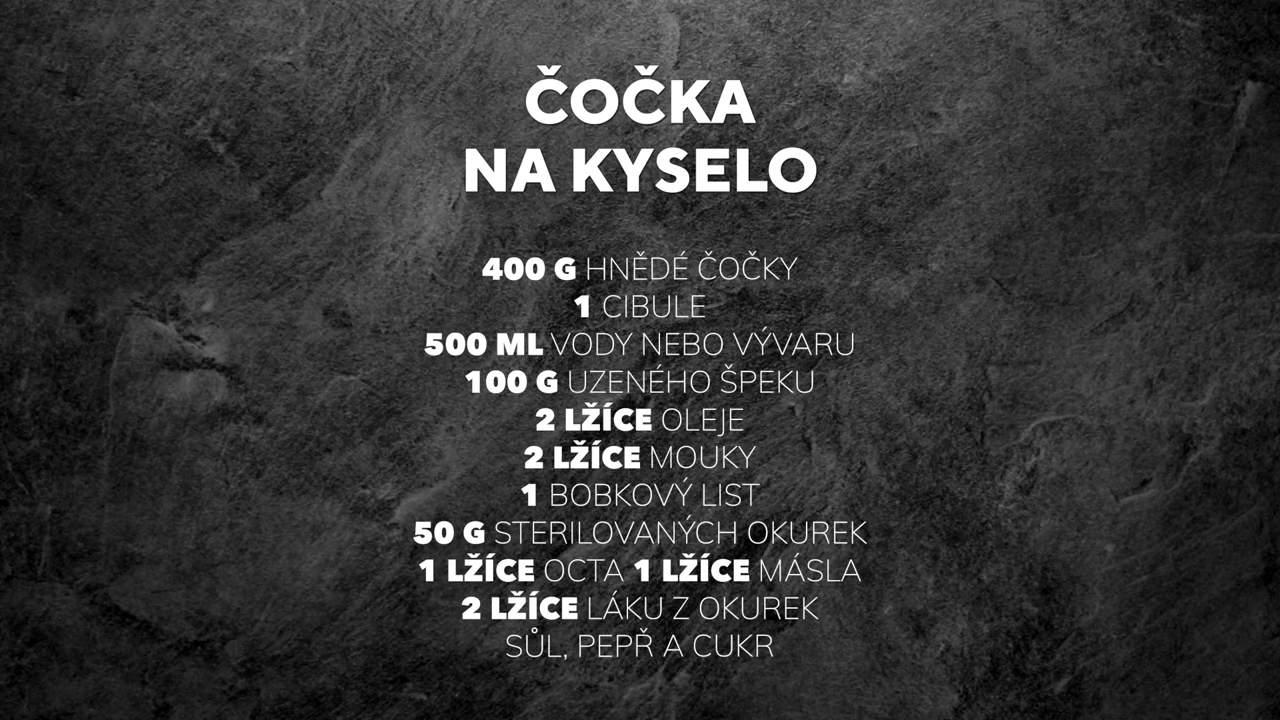 ČOČKA
NA KYSELO
400 G HNĚDÉ ČOČKY
1 CIBULE
500 ML VODY NEBO VÝVARU
100 G UZENÉHO ŠPEKU
2 LŽÍCE OLEJE
2 LŽÍCE MOUKY
1 BOBKOVÝ LIST
50 G STERILOVANÝCH OKUREK
1 LŽÍCE OCTA 1 LŽÍCE MÁSLA
2 LŽÍCE LÁKU Z OKUREK
SŮL, PEPŘ A CUKR